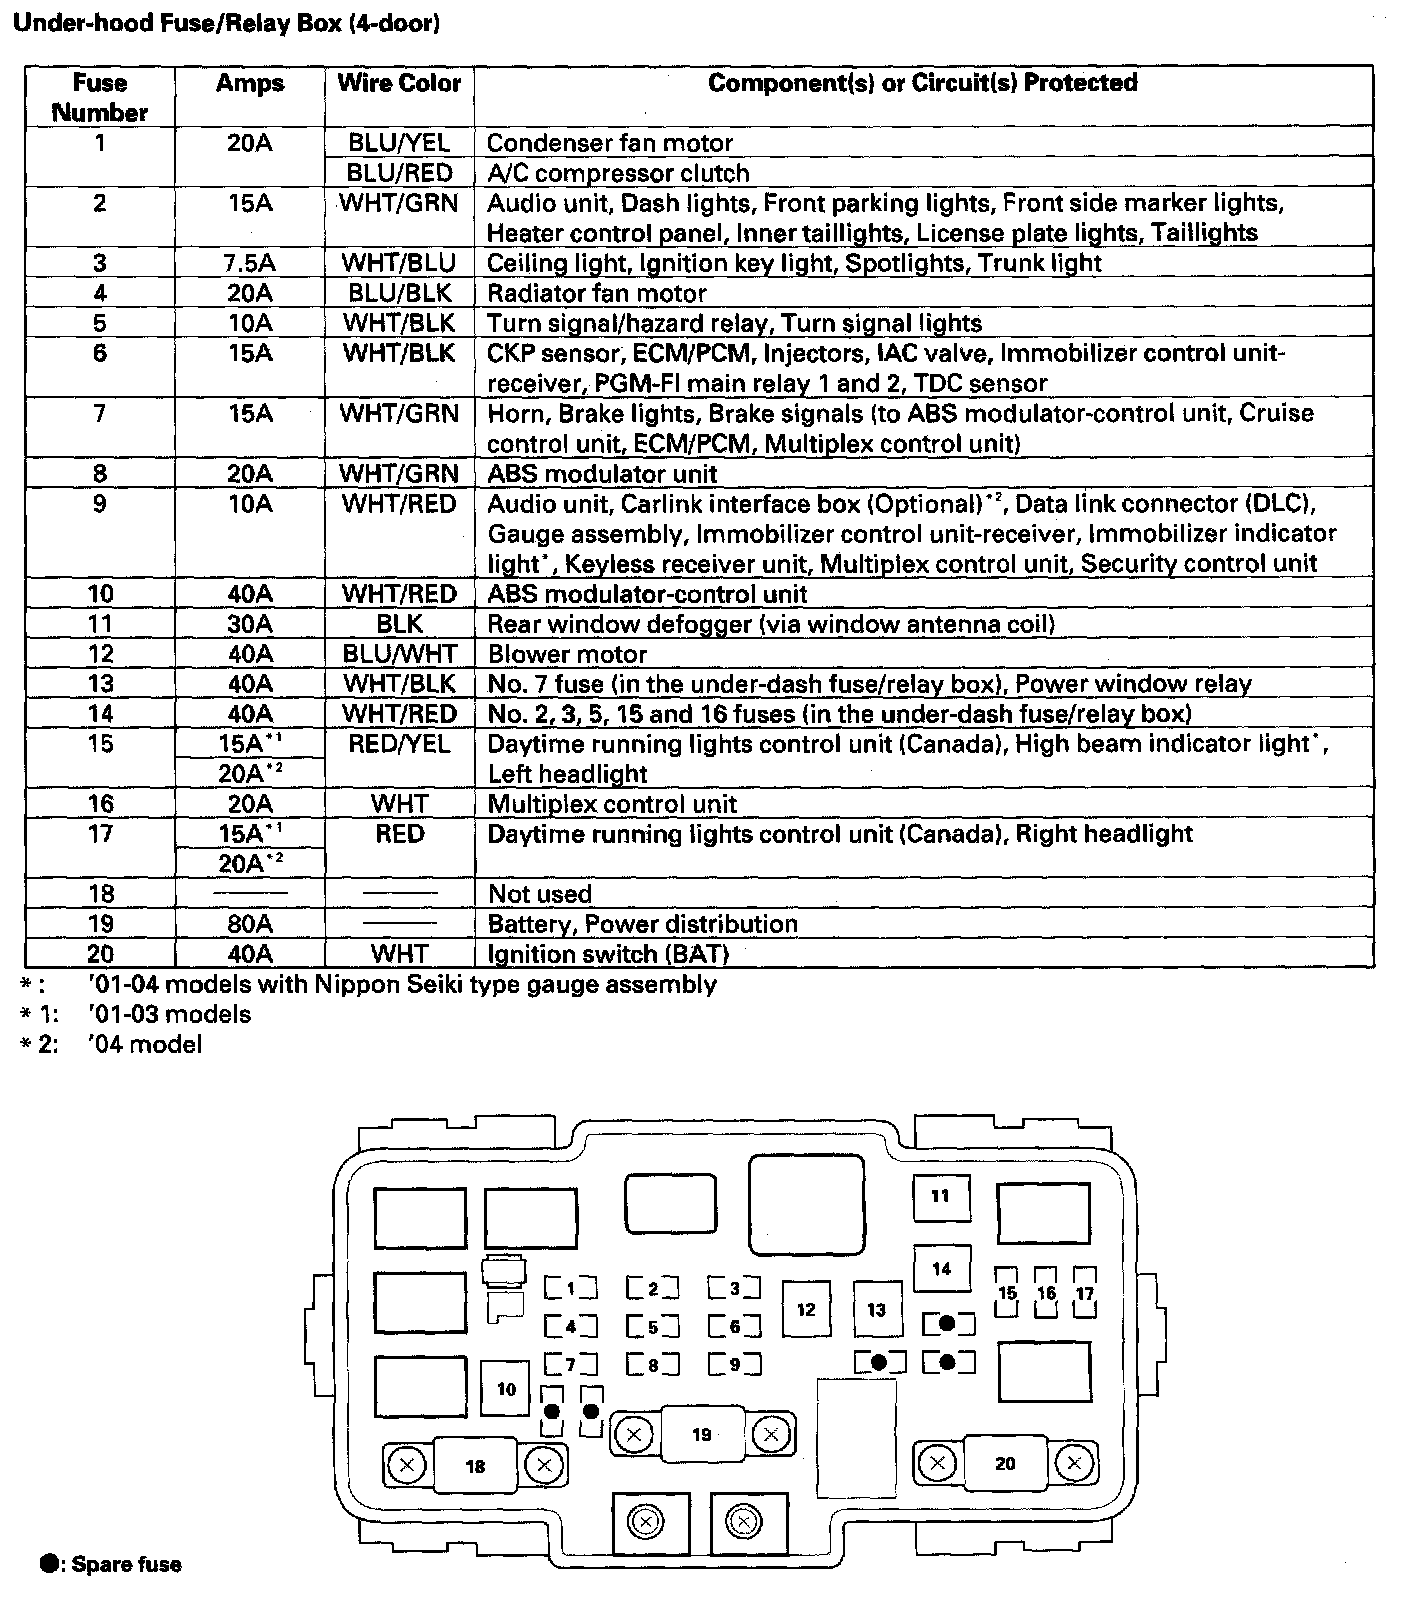 Under-hood Fuse/Relay Box (4-door)
Fuse Number Amps Wire Color Component(s) or Circuit(s) Protected
1 20A BLU/YEL Condenser fan motor
BLU/RED A/C compressor clutch
2 15A WHT/GRN Audio unit, Dash lights, Front parking lights, Front side marker lights,
Heater control panel, Inner taillights, License plate lights, Taillights
3 7.5A WHT/BLU Ceiling light, Ignition key light, Spotlights, Trunk light
4 20A BLU/BLK Radiator fan motor
5 10A WHT/BLK Turn signal/hazard relay, Turn signal lights
6 15A WHT/BLK CKP sensor, ECM/PCM, Injectors, IAC valve, Immobilizer control unit-
receiver, PGM-FI main relay 1 and 2, TDC sensor
7 15A WHT/GRN Horn, Brake lights, Brake signals (to ABS modulator-control unit, Cruise
control unit, ECM/PCM, Multiplex control unit)
8 20A WHT/GRN ABS modulator unit
9 10A WHT/RED Audio unit, Carlink interface box (Optional)*2, Data link connector (DLC),
Gauge assembly, Immobilizer control unit-receiver, Immobilizer indicator
light*, Keyless receiver unit, Multiplex control unit, Security control unit
10 40A WHT/RED ABS modulator-control unit
11 30A BLK Rear window defogger (via window antenna coil)
12 40A BLU/WHT Blower motor
13 40A WHT/BLK No. 7 fuse (in the under-dash fuse/relay box), Power window relay
14 40A WHT/RED No. 2, 3, 5, 15 and 16 fuses (in the under-dash fuse/relay box)
15 15A*1 RED/YEL Daytime running lights control unit (Canada), High beam indicator light*,
20A*2 Left headlight
16 20A WHT Multiplex control unit
17 15A*1 RED Daytime running lights control unit (Canada), Right headlight
20A*2
18 —— —— Not used
19 80A —— Battery, Power distribution
20 40A WHT Ignition switch (BAT)
* : '01-04 models with Nippon Seiki type gauge assembly
* 1: '01-03 models
* 2: '04 model
11
14
1 2 3 12 13 15 16 17
4 5 6
7 8 9
10
19
18 20
●: Spare fuse